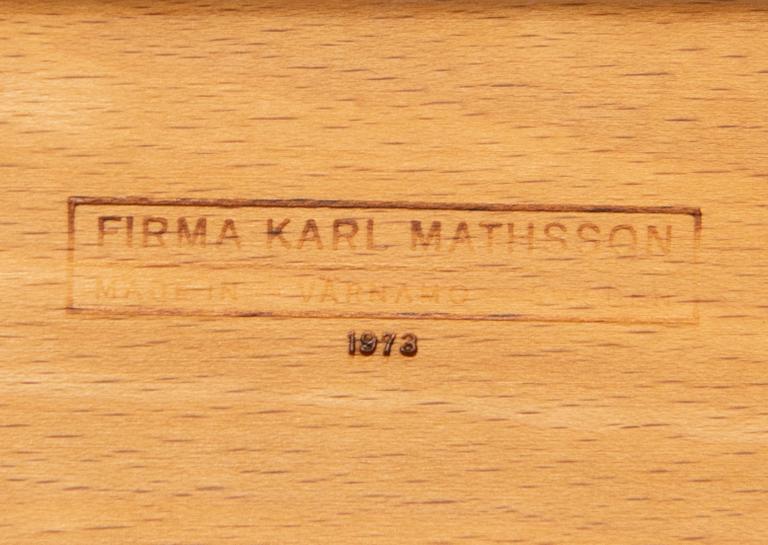 FIRMA KARL MATHSSON
MADE IN VÄRNAMO
1973